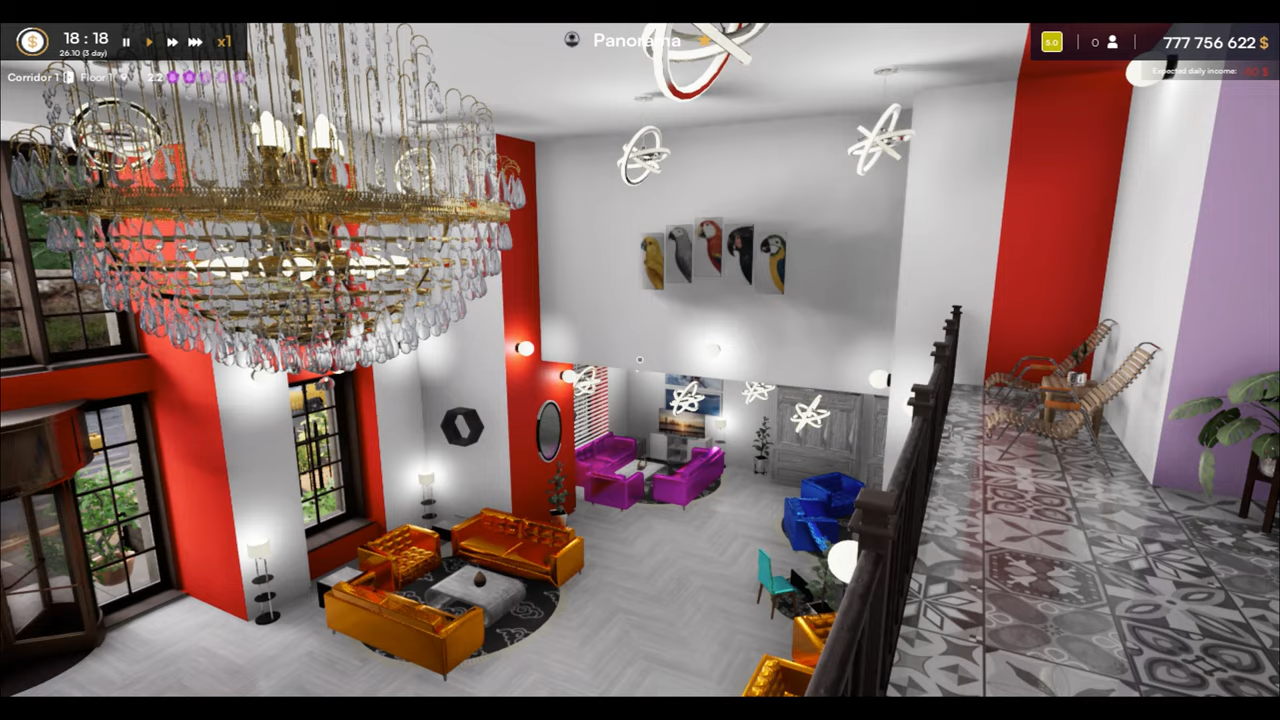 $ 18 : 18 x1
26.10 (3 day)
Panorama
5.0 0 777 756 622 $
Corridor 1 Floor 1 2.2
Expected daily income: -80 $